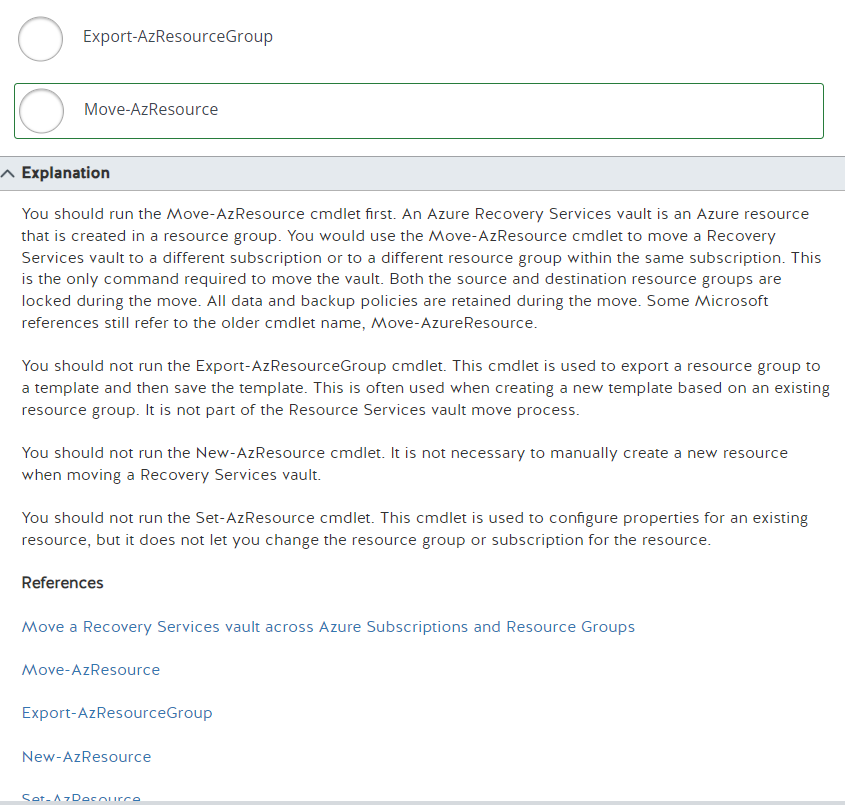 Export-AzResourceGroup
Move-AzResource
Explanation
You should run the Move-AzResource cmdlet first. An Azure Recovery Services vault is an Azure resource
that is created in a resource group. You would use the Move-AzResource cmdlet to move a Recovery
Services vault to a different subscription or to a different resource group within the same subscription. This
is the only command required to move the vault. Both the source and destination resource groups are
locked during the move. All data and backup policies are retained during the move. Some Microsoft
references still refer to the older cmdlet name, Move-AzureResource.
You should not run the Export-AzResourceGroup cmdlet. This cmdlet is used to export a resource group to
a template and then save the template. This is often used when creating a new template based on an existing
resource group. It is not part of the Resource Services vault move process.
You should not run the New-AzResource cmdlet. It is not necessary to manually create a new resource
when moving a Recovery Services vault.
You should not run the Set-AzResource cmdlet. This cmdlet is used to configure properties for an existing
resource, but it does not let you change the resource group or subscription for the resource.
References
Move a Recovery Services vault across Azure Subscriptions and Resource Groups
Move-AzResource
Export-AzResourceGroup
New-AzResource
Set-AzResource